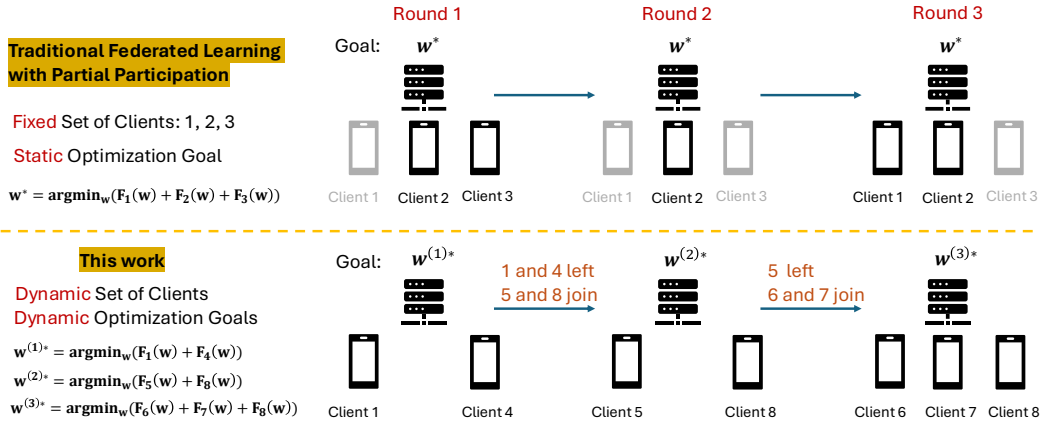 Round 1
Round 2
Round 3
Traditional Federated Learning
with Partial Participation
Goal:
w*
w*
w*
Fixed Set of Clients: 1, 2, 3
Static Optimization Goal
w* = argmin_w(F₁(w) + F₂(w) + F₃(w))
Client 1
Client 2
Client 3
Client 1
Client 2
Client 3
Client 1
Client 2
Client 3
This work
Goal:
w⁽¹⁾*
w⁽²⁾*
w⁽³⁾*
1 and 4 left
5 and 8 join
5 left
6 and 7 join
Dynamic Set of Clients
Dynamic Optimization Goals
w⁽¹⁾* = argmin_w(F₁(w) + F₄(w))
w⁽²⁾* = argmin_w(F₅(w) + F₈(w))
w⁽³⁾* = argmin_w(F₆(w) + F₇(w) + F₈(w))
Client 1
Client 4
Client 5
Client 8
Client 6
Client 7
Client 8